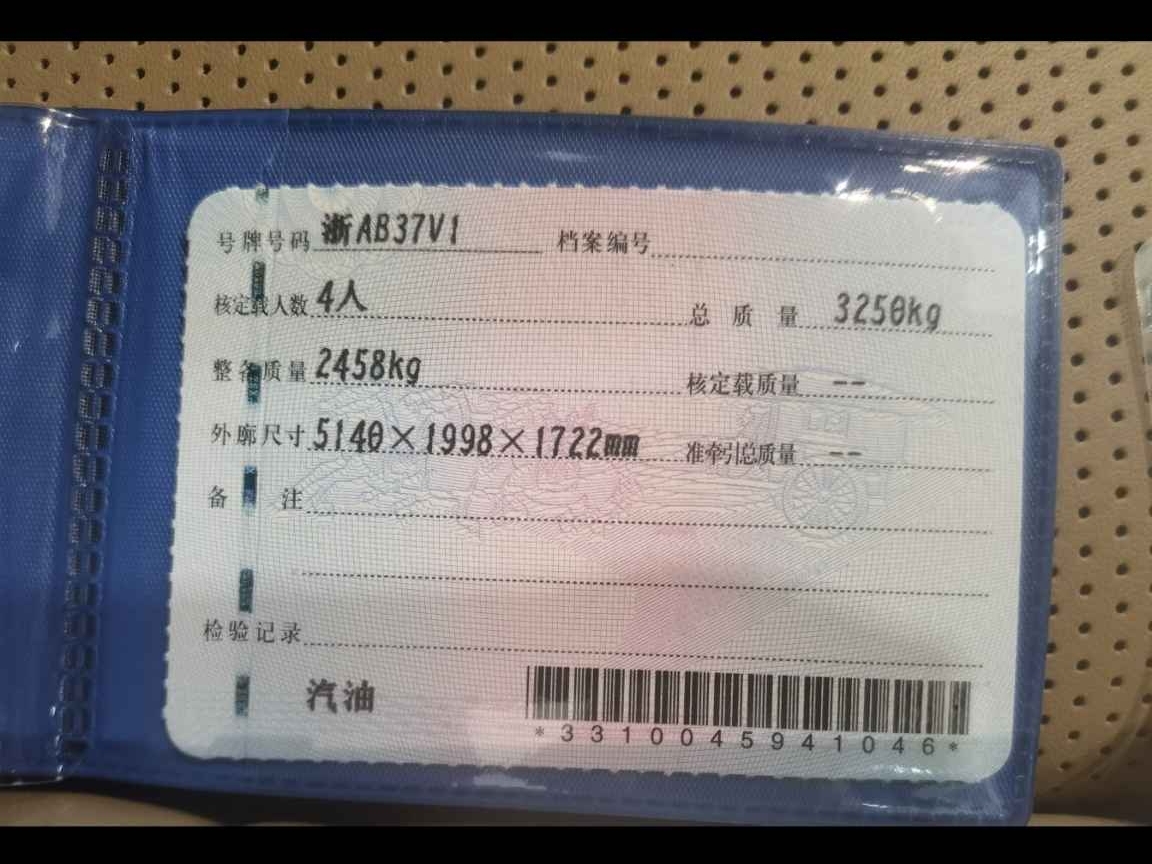 号牌号码 浙AB37V1 档案编号
核定载人数 4人 总质量 3250kg
整备质量 2458kg 核定载质量 --
外廓尺寸 5140×1998×1722mm 准牵引总质量 --
备注
检验记录
汽油
*3310045941046*